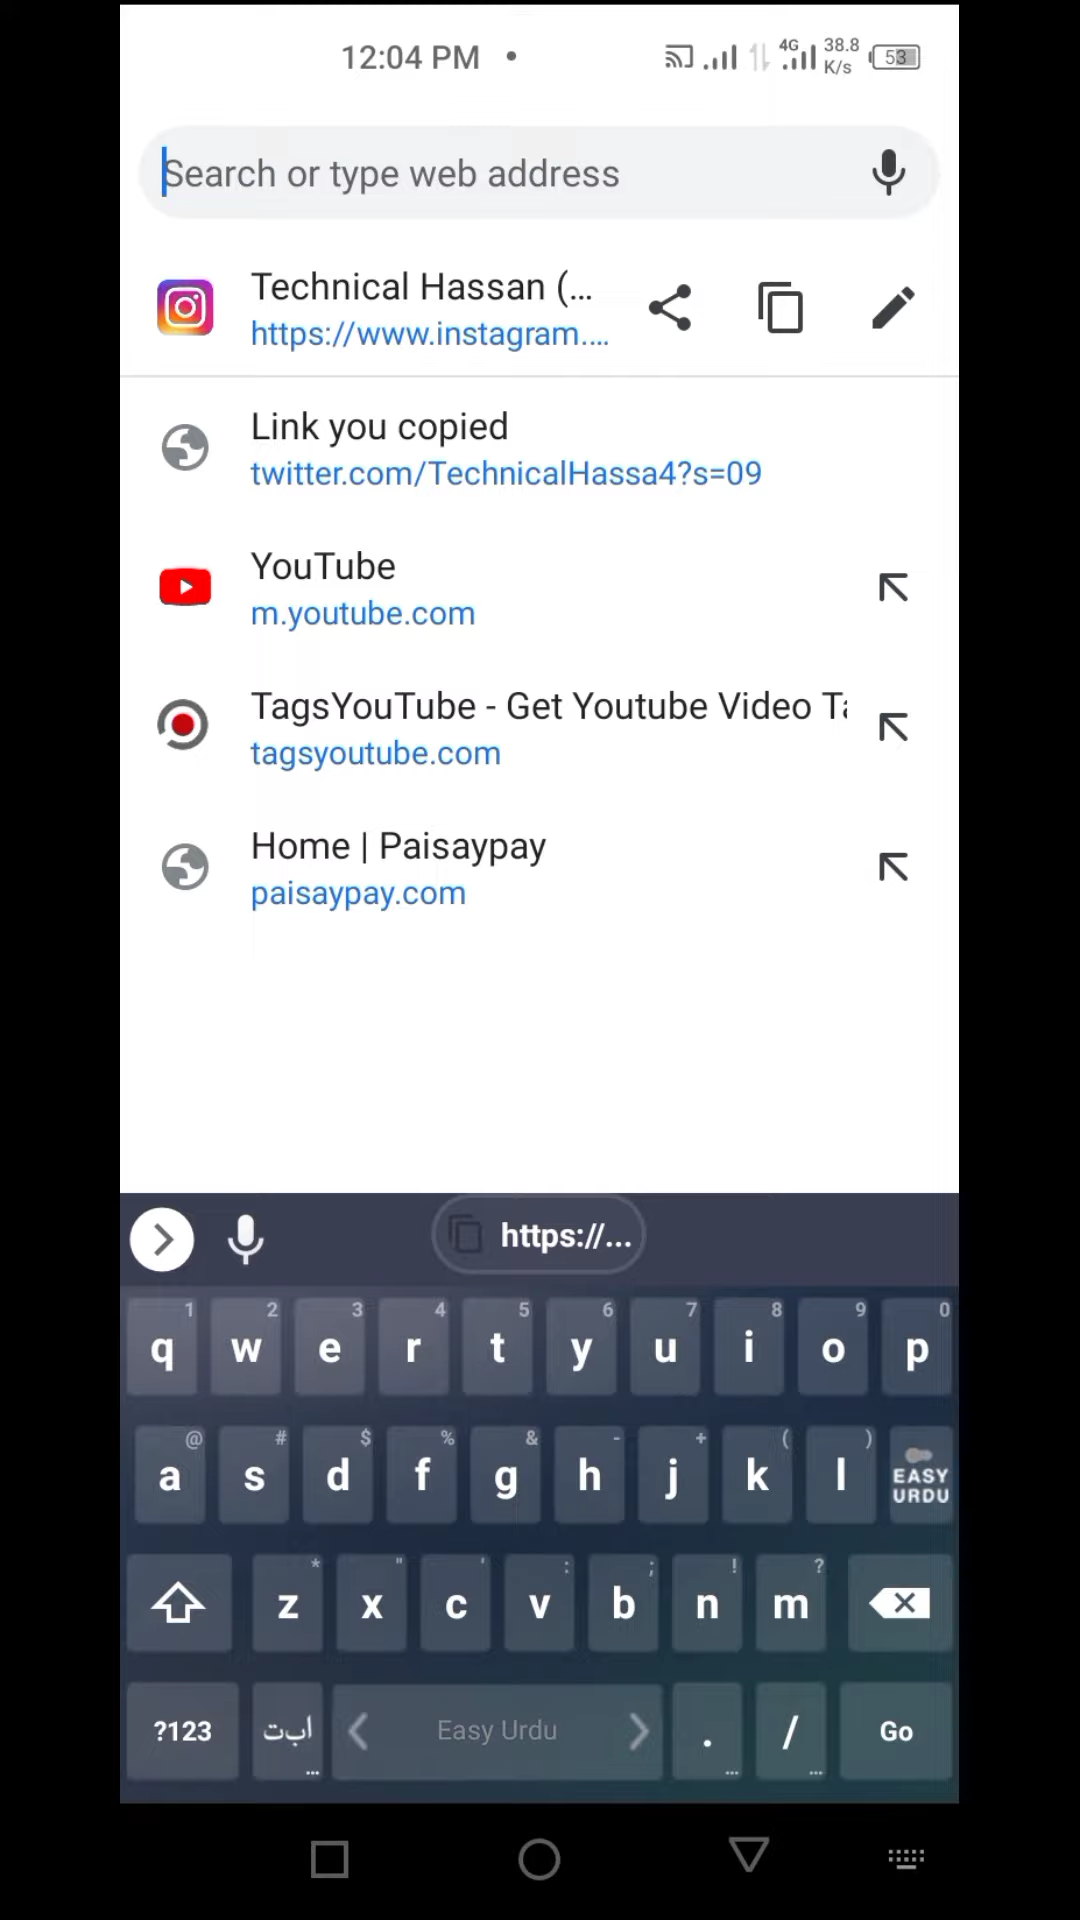 12:04 PM
4G
38.8
K/s
53
Search or type web address
Technical Hassan (...
https://www.instagram....
Link you copied
twitter.com/TechnicalHassa4?s=09
YouTube
m.youtube.com
TagsYouTube - Get Youtube Video Ta
tagsyoutube.com
Home | Paisaypay
paisaypay.com
https://...
1 2 3 4 5 6 7 8 9 0
q w e r t y u i o p
@ # $ % & - + ( )
a s d f g h j k l EASY
URDU
* " ' : ; ! ?
z x c v b n m
?123 ابت Easy Urdu . / Go
... ... ...